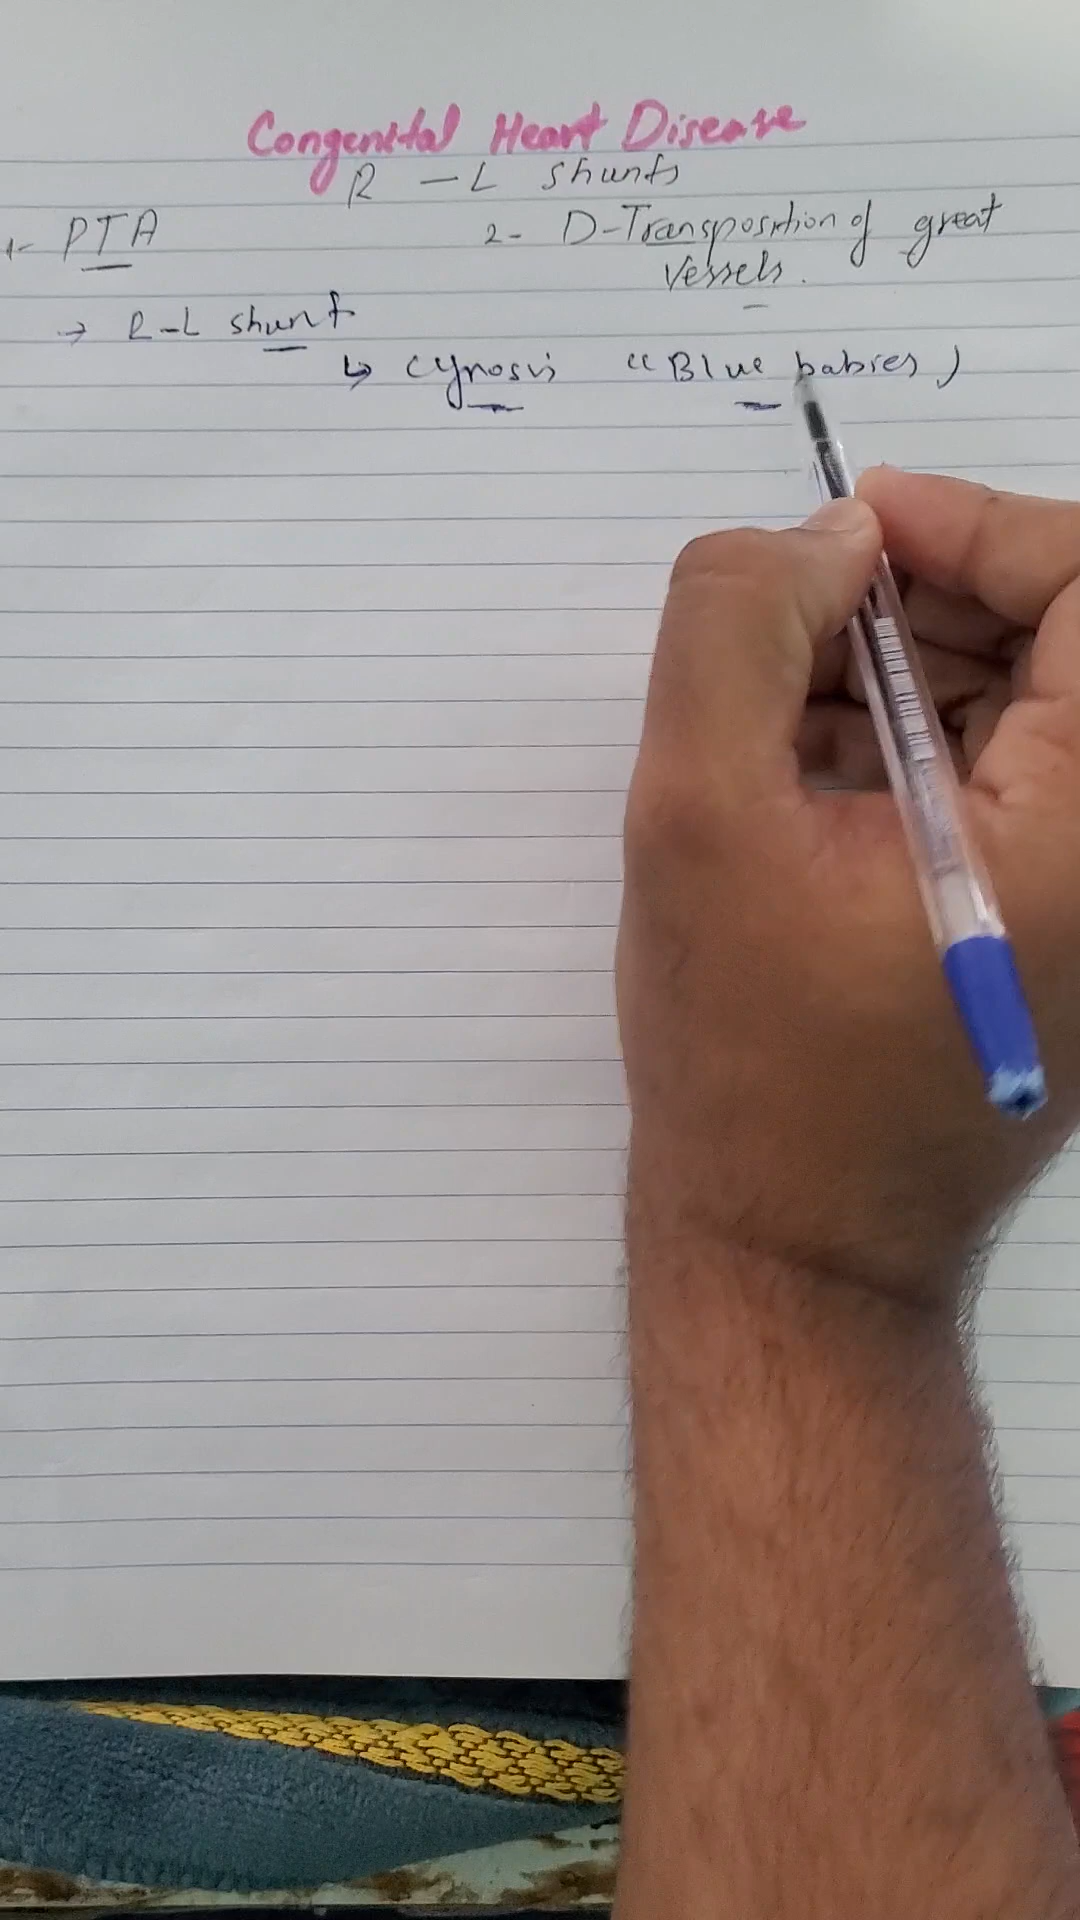 Congenital Heart Disease
R - L shunts
1- PTA 2- D-Transposition of great
vessels.
→ R-L shunt
↳ Cynosis "Blue babies)